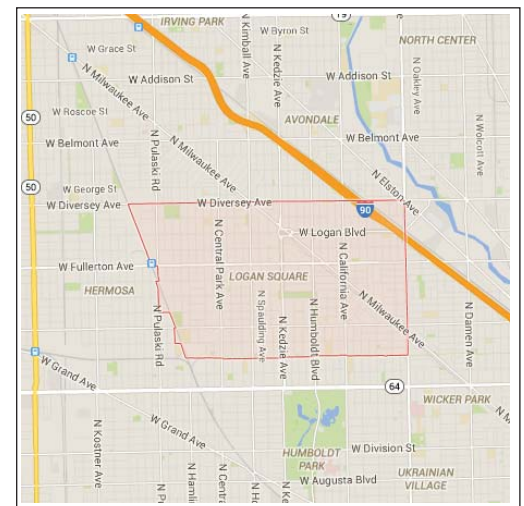 IRVING PARK
19
W Grace St
N Kimball Ave
W Byron St
NORTH CENTER
N Milwaukee Ave
N Kedzie Ave
W Addison St
W Addison St
N Oakley Ave
50
W Roscoe St
AVONDALE
N Wolcott Ave
W Belmont Ave
N Pulaski Rd
N Milwaukee Ave
W Belmont Ave
50
W George St
W Diversey Ave
W Diversey Ave
90
N Elston Ave
W Logan Blvd
N Central Park Ave
N California Ave
W Fullerton Ave
LOGAN SQUARE
HERMOSA
N Spaulding Ave
N Humboldt Blvd
N Milwaukee Ave
N Pulaski Rd
N Kedzie Ave
N Damen Ave
W Grand Ave
64
WICKER PARK
W Grand Ave
N Kostner Ave
W Division St
HUMBOLDT
PARK
N Hamlin
N Centra
W Augusta Blvd
UKRAINIAN
VILLAGE